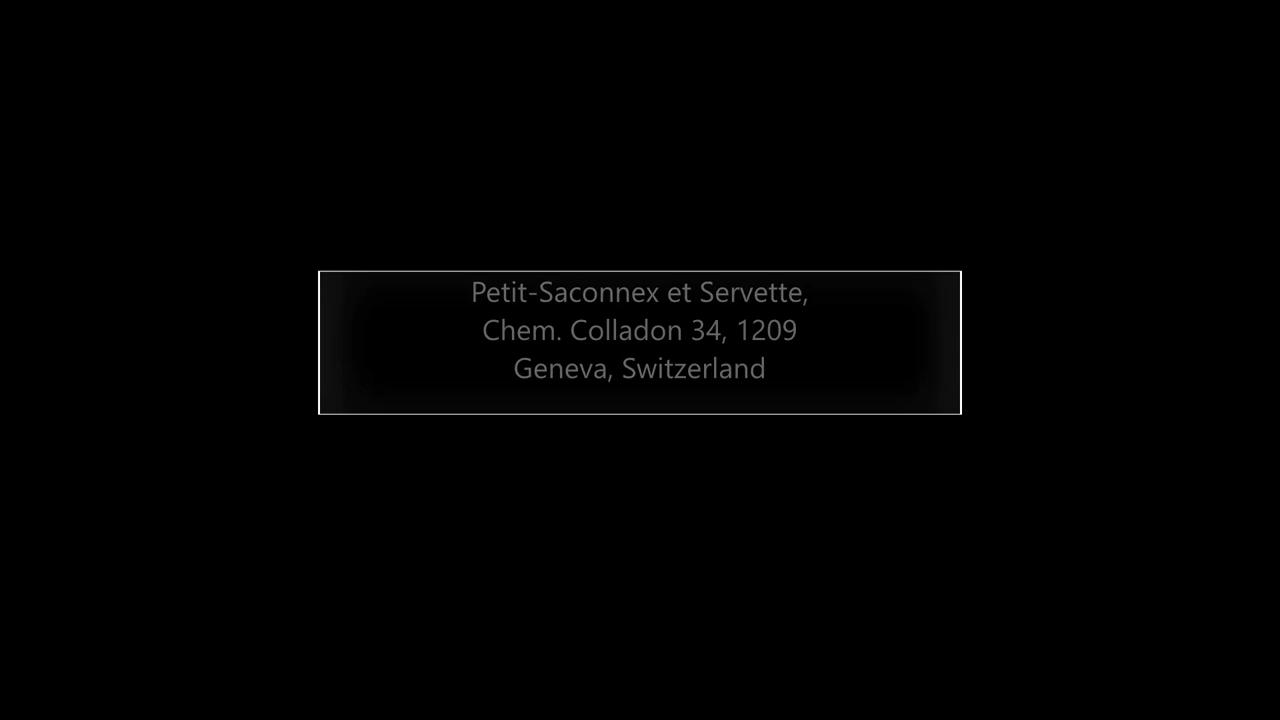 Petit-Saconnex et Servette,
Chem. Colladon 34, 1209
Geneva, Switzerland